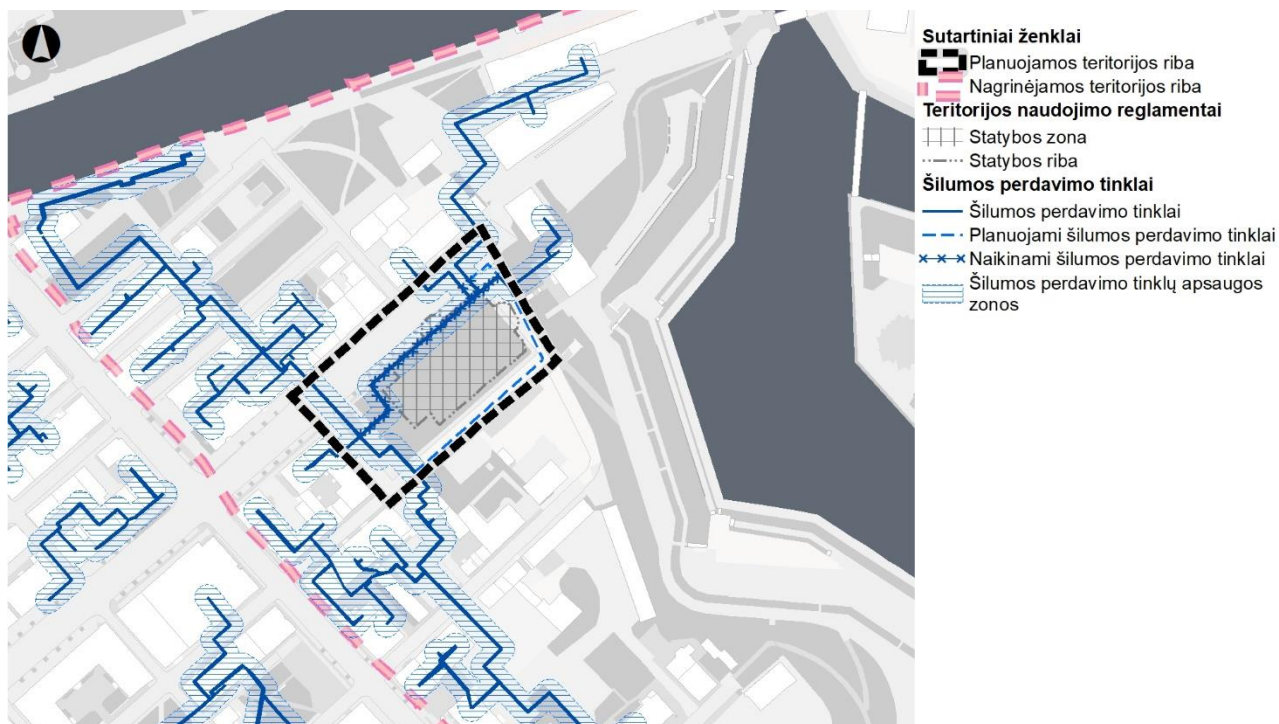 Sutartiniai ženklai
Planuojamos teritorijos riba
Nagrinėjamos teritorijos riba
Teritorijos naudojimo reglamentai
Statybos zona
Statybos riba
Šilumos perdavimo tinklai
Šilumos perdavimo tinklai
Planuojami šilumos perdavimo tinklai
Naikinami šilumos perdavimo tinklai
Šilumos perdavimo tinklų apsaugos
zonos